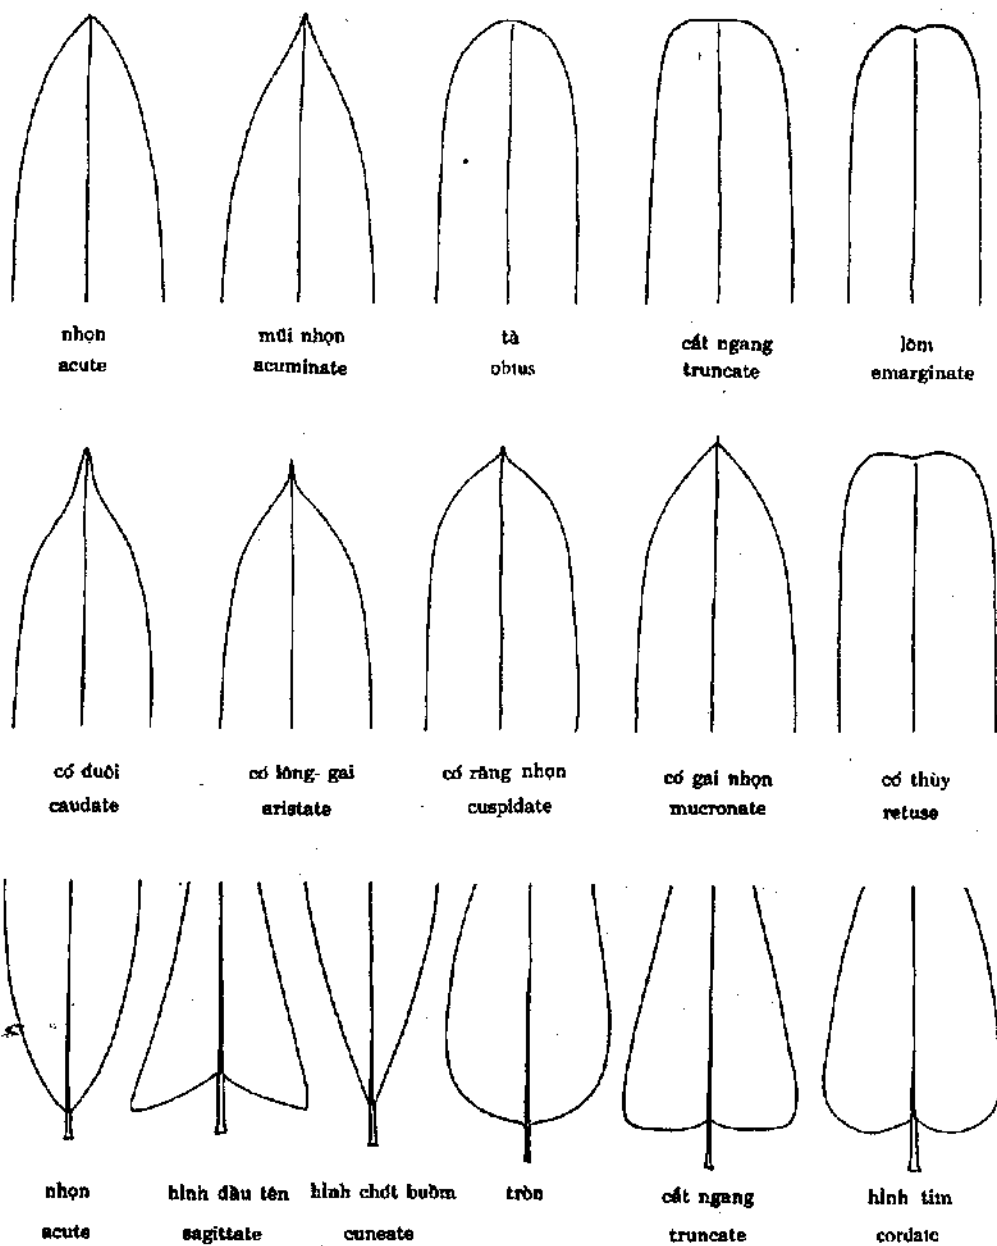 nhọn
acute
mũi nhọn
acuminate
tà
obtus
cắt ngang
truncate
lõm
emarginate
có đuôi
caudate
có lông- gai
aristate
có răng nhọn
cuspidate
có gai nhọn
mucronate
có thùy
retuse
nhọn
acute
hình đầu tên
sagittate
hình chót buồm
cuneate
tròn
cắt ngang
truncate
hình tim
cordate